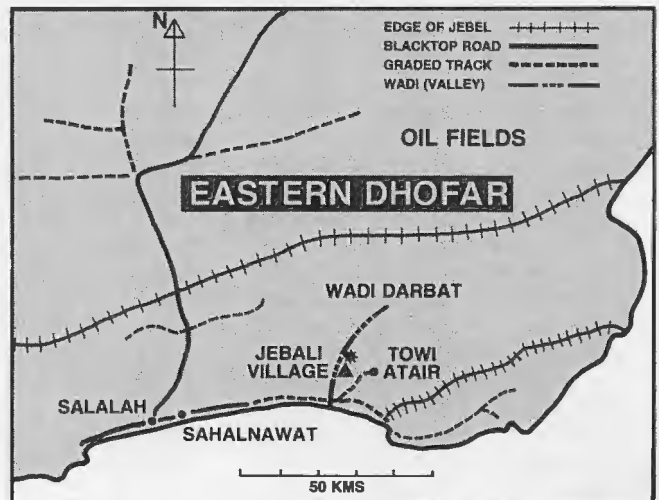 N
EDGE OF JEBEL
BLACKTOP ROAD
GRADED TRACK
WADI (VALLEY)
OIL FIELDS
EASTERN DHOFAR
WADI DARBAT
JEBALI
VILLAGE
TOWI
ATAIR
SALALAH
SAHALNAWAT
50 KMS